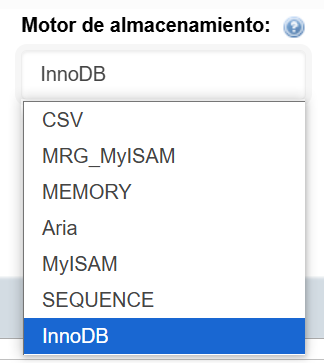 Motor de almacenamiento:
InnoDB
CSV
MRG_MyISAM
MEMORY
Aria
MyISAM
SEQUENCE
InnoDB